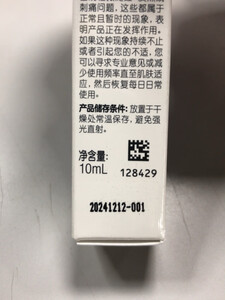 刺痛问题，这些都属于
正常且暂时的现象，表
明产品正在发挥作用。
如果这种现象持续不止
或者引起您的不适，您
可以寻求专业意见或减
少使用频率直至肌肤适
应，然后恢复每日日常
使用。
产品储存条件：放置于干
燥处常温保存，避免强
光直射。
净含量：
10mL
128429
20241212-001